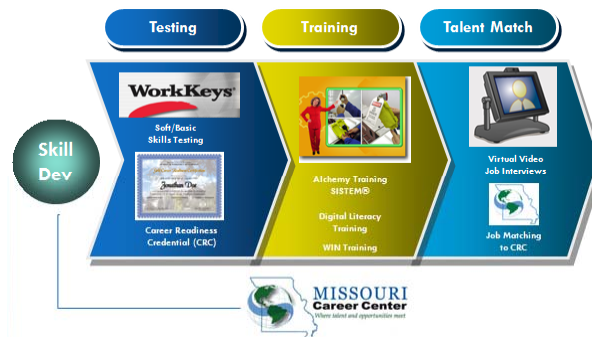 Testing
Training
Talent Match
Skill
Dev
WorkKeys®
Soft/Basic
Skills Testing
Jonathan Doe
Career Readiness
Credential (CRC)
Alchemy Training
SISTEM®
Digital Literacy
Training
WIN Training
Virtual Video
Job Interviews
Job Matching
to CRC
MISSOURI
Career Center
Where talent and opportunities meet